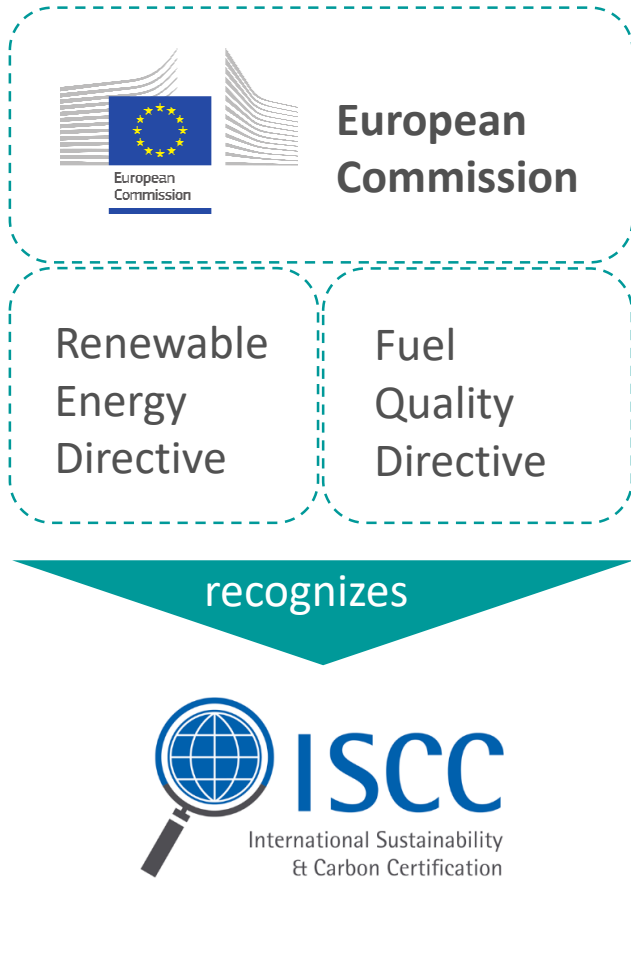 European
Commission
European
Commission
Renewable
Energy
Directive
Fuel
Quality
Directive
recognizes
ISCC
International Sustainability
& Carbon Certification